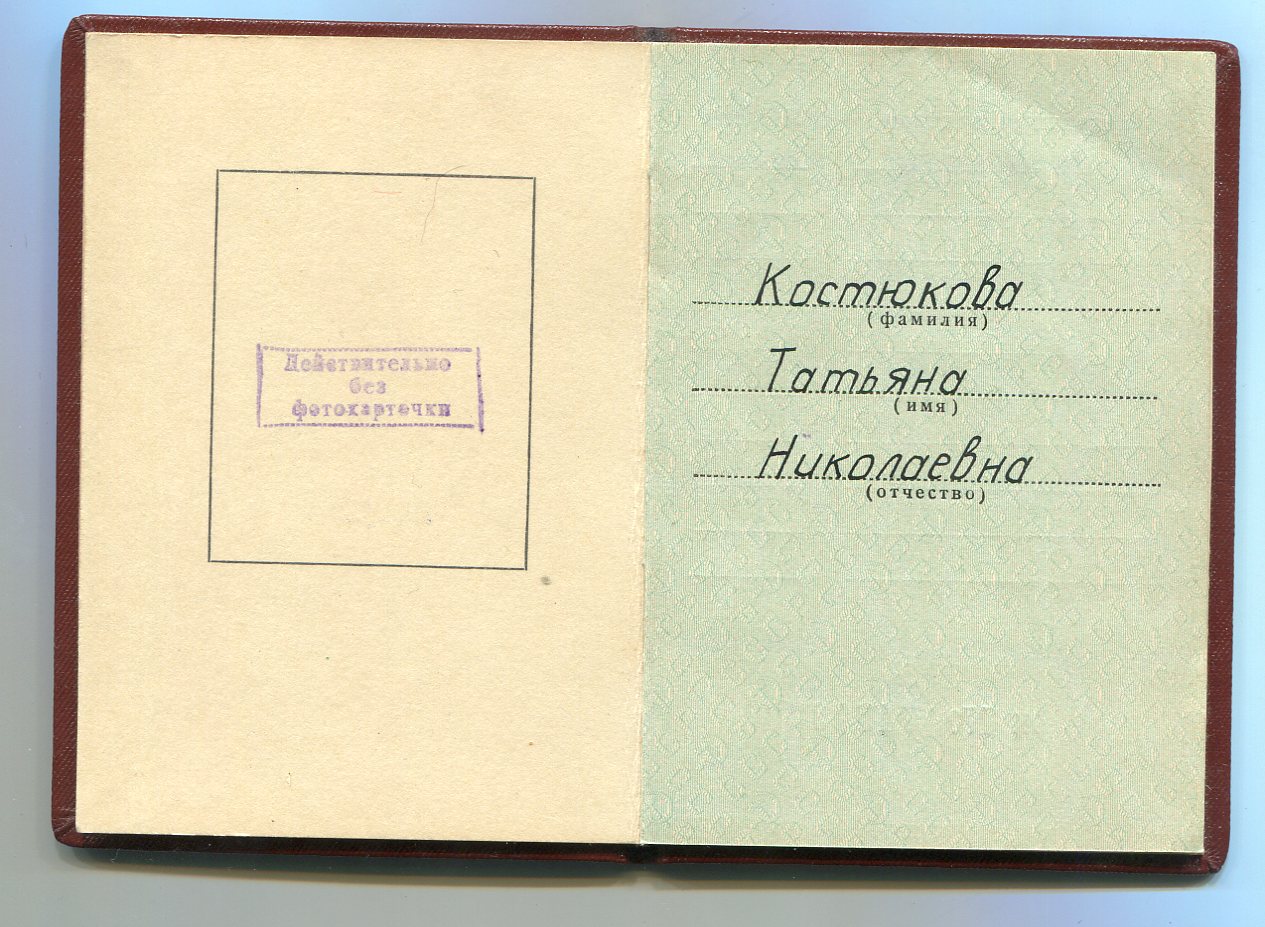 Действительно
без
фотокарточки
Костюкова
(фамилия)
Татьяна
(имя)
Николаевна
(отчество)